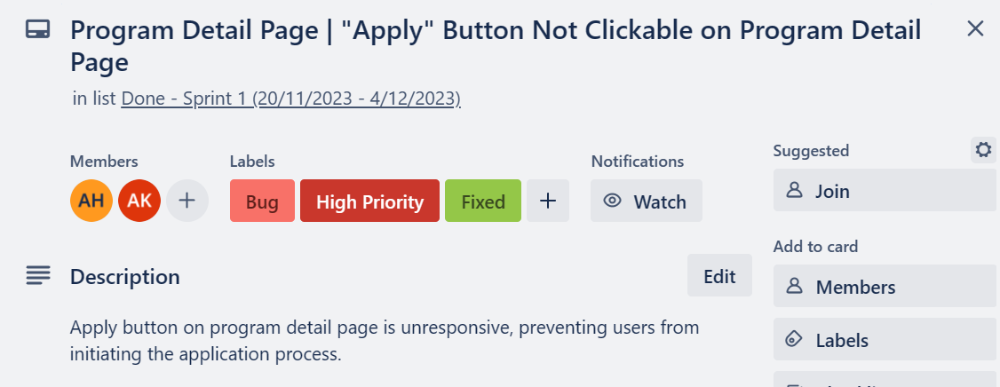 Program Detail Page | "Apply" Button Not Clickable on Program Detail
Page
in list Done - Sprint 1 (20/11/2023 - 4/12/2023)
Members
Labels
Notifications
AH AK +
Bug High Priority Fixed +
Watch
Suggested
Join
Add to card
Members
Labels
Description
Edit
Apply button on program detail page is unresponsive, preventing users from
initiating the application process.